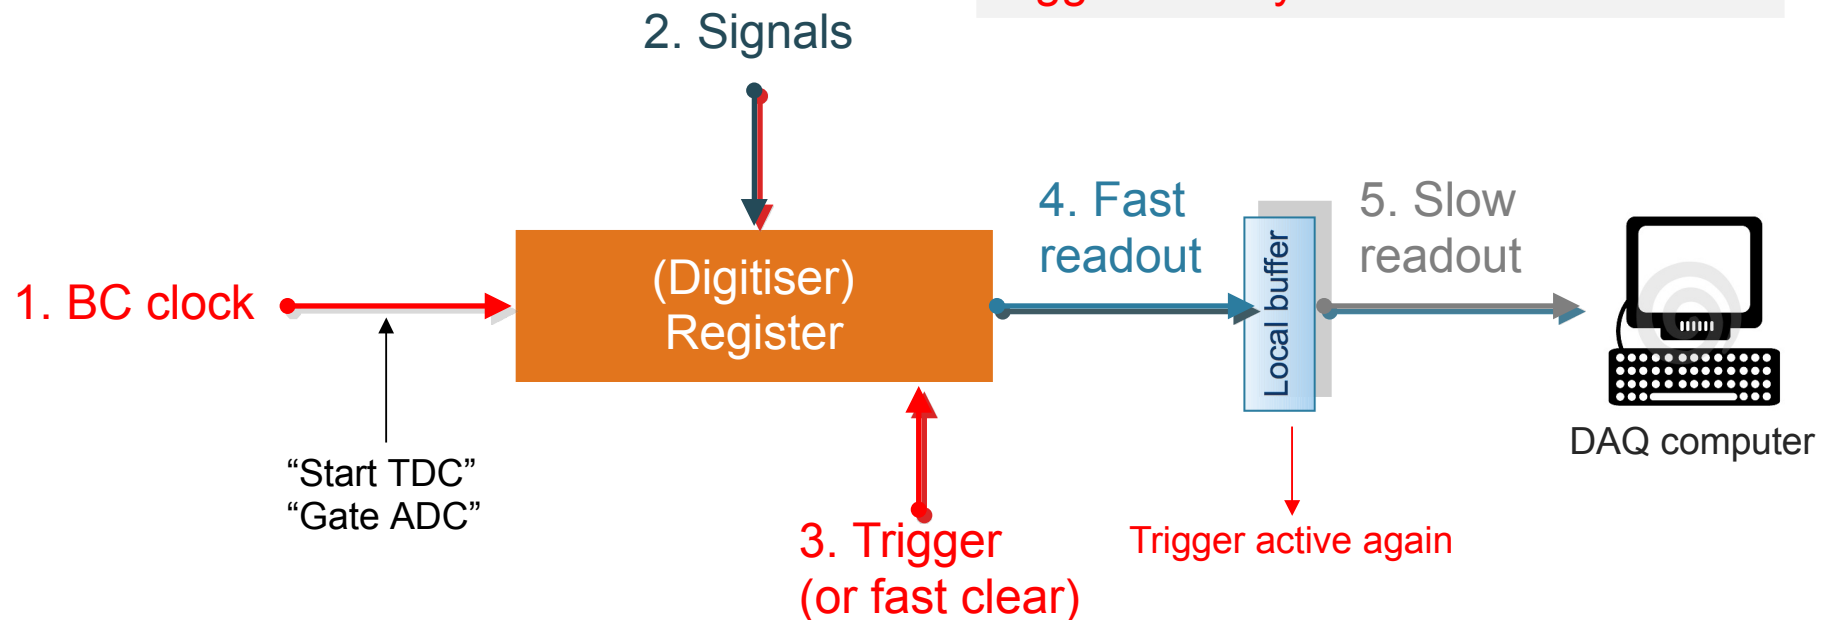 2. Signals
4. Fast
readout
5. Slow
readout
(Digitiser)
Register
1. BC clock
Local buffer
DAQ computer
“Start TDC”
“Gate ADC”
3. Trigger
(or fast clear)
Trigger active again